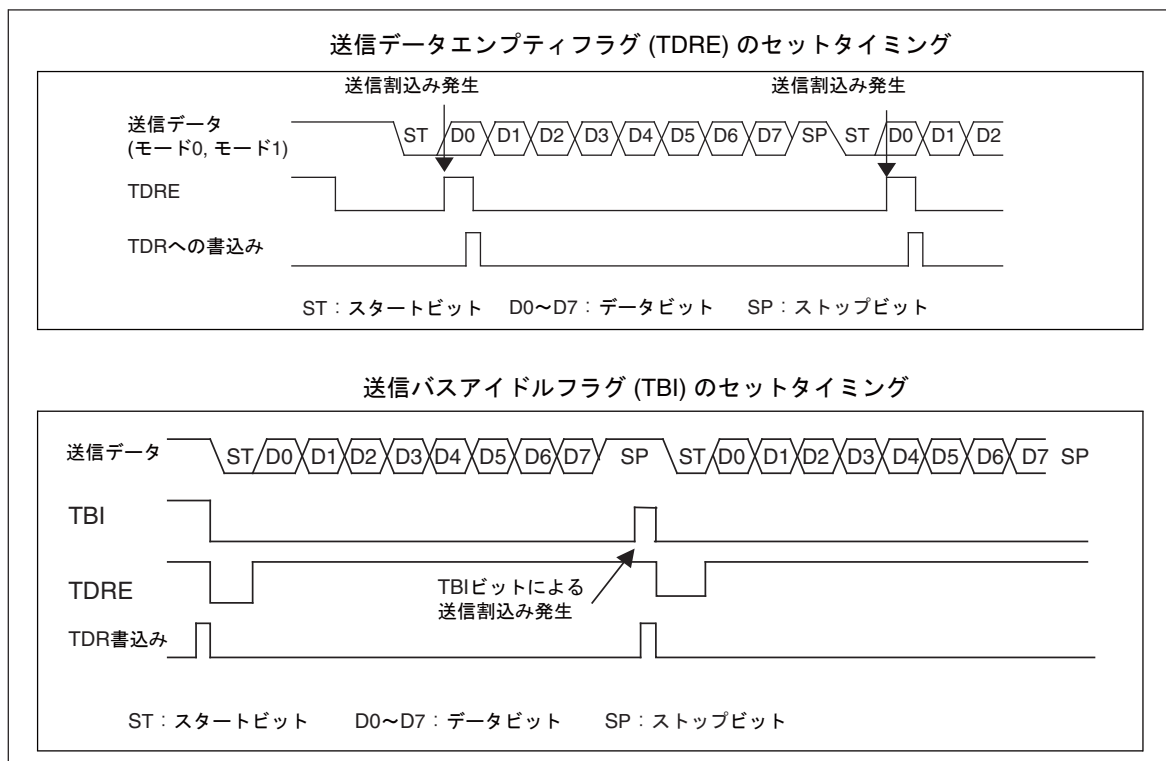 送信データエンプティフラグ (TDRE) のセットタイミング
送信割込み発生 送信割込み発生
送信データ
(モード0, モード1)
ST D0 D1 D2 D3 D4 D5 D6 D7 SP ST D0 D1 D2
TDRE
TDRへの書込み
ST：スタートビット D0～D7：データビット SP：ストップビット
送信バスアイドルフラグ (TBI) のセットタイミング
送信データ ST D0 D1 D2 D3 D4 D5 D6 D7 SP ST D0 D1 D2 D3 D4 D5 D6 D7 SP
TBI
TDRE
TBIビットによる
送信割込み発生
TDR書込み
ST：スタートビット D0～D7：データビット SP：ストップビット